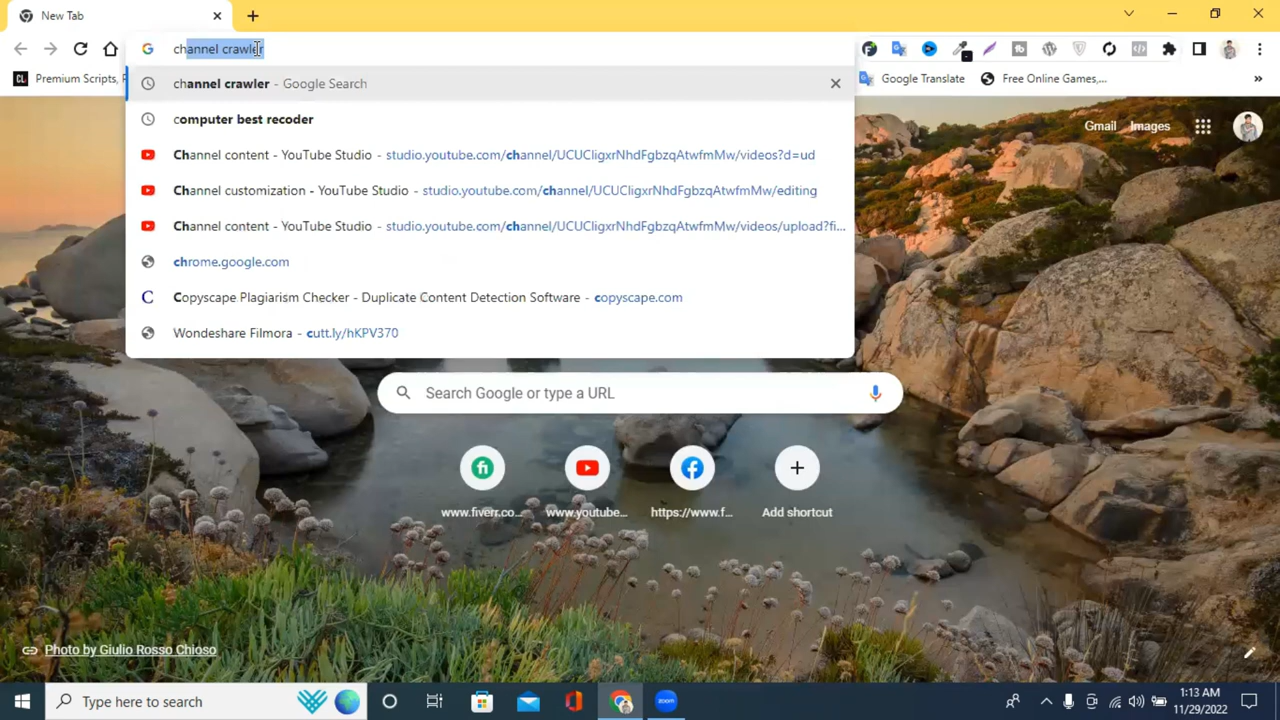 New Tab
channel crawler
CL Premium Scripts, F
Google Translate
Free Online Games,...
»
channel crawler - Google Search
computer best recoder
Channel content - YouTube Studio - studio.youtube.com/channel/UCUCligxrNhdFgbzqAtwfmMw/videos?d=ud
Channel customization - YouTube Studio - studio.youtube.com/channel/UCUCligxrNhdFgbzqAtwfmMw/editing
Channel content - YouTube Studio - studio.youtube.com/channel/UCUCligxrNhdFgbzqAtwfmMw/videos/upload?fi...
chrome.google.com
C Copyscape Plagiarism Checker - Duplicate Content Detection Software - copyscape.com
Wondeshare Filmora - cutt.ly/hKPV370
Gmail Images
Search Google or type a URL
fi
www.fiverr.co...
www.youtube...
https://www.f...
Add shortcut
Photo by Giulio Rosso Chioso
Type here to search
zoom
1:13 AM
11/29/2022